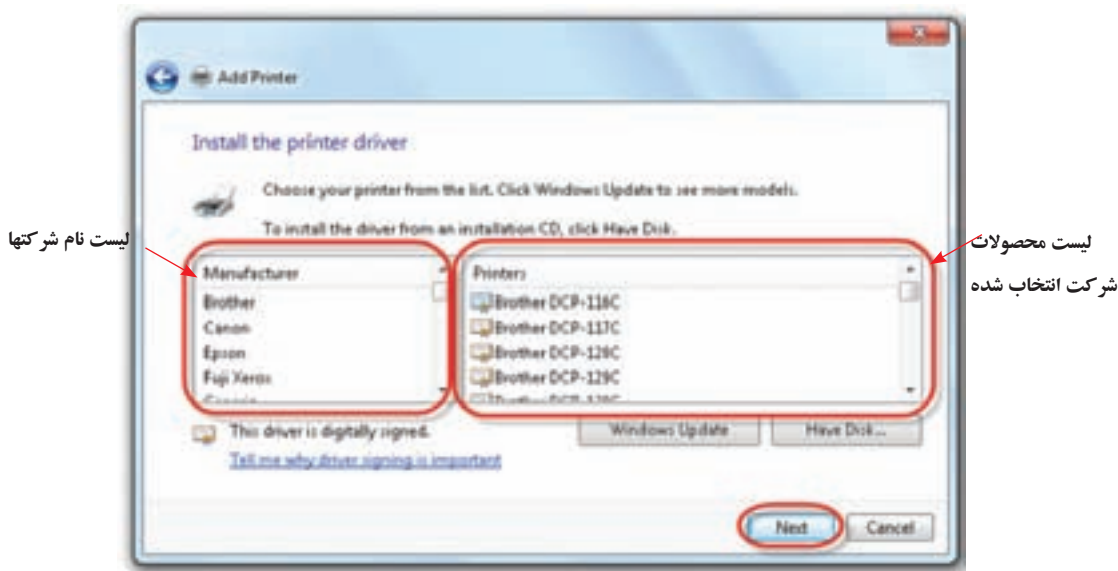 Add Printer
Install the printer driver
Choose your printer from the list. Click Windows Update to see more models.
To install the driver from an installation CD, click Have Disk.
لیست نام شرکتها
لیست محصولات
شرکت انتخاب شده
Manufacturer
Brother
Canon
Epson
Fuji Xerox
Generic
Printers
Brother DCP-116C
Brother DCP-117C
Brother DCP-128C
Brother DCP-129C
This driver is digitally signed.
Windows Update
Have Disk...
Tell me why driver signing is important
Next
Cancel